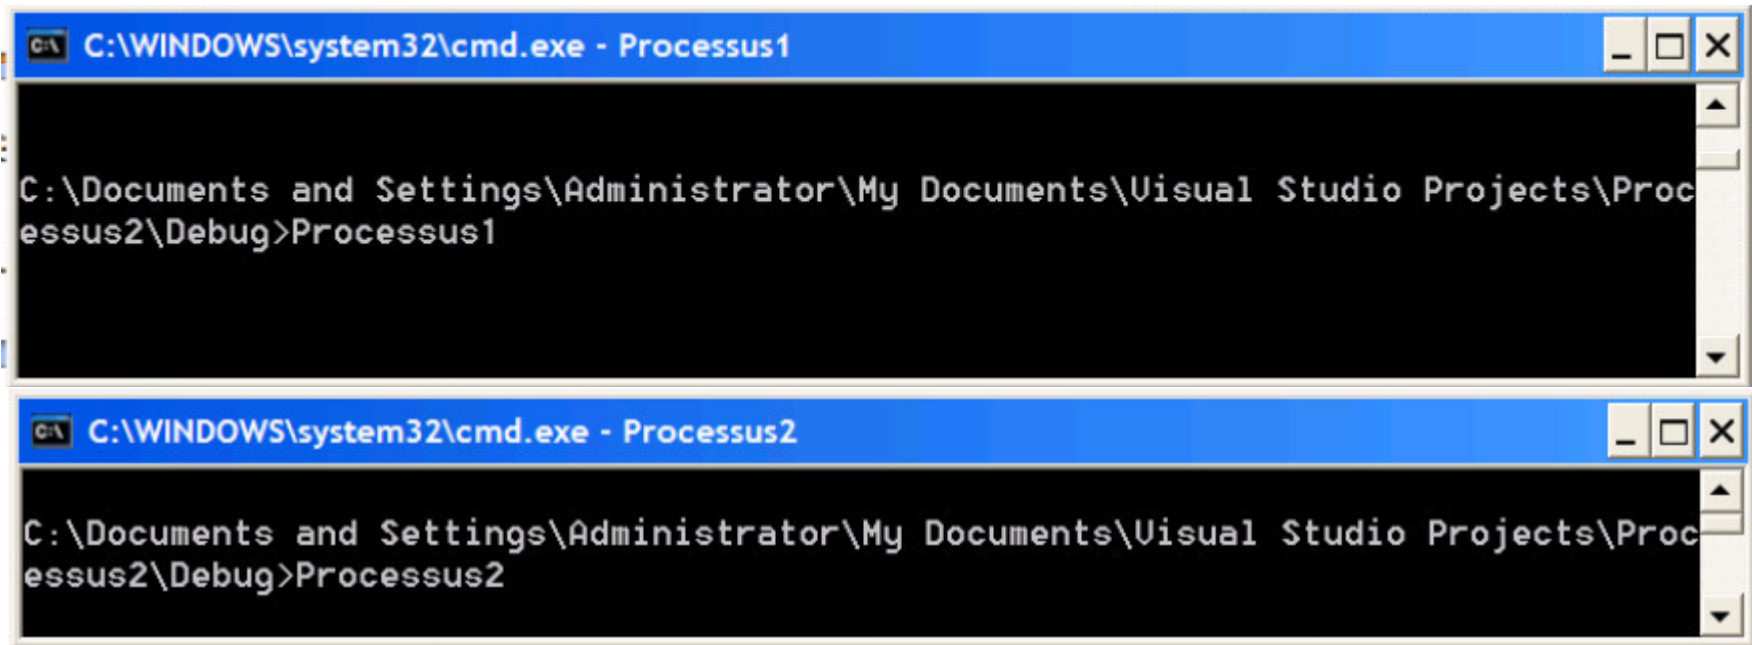 C:\WINDOWS\system32\cmd.exe - Processus1
C:\Documents and Settings\Administrator\My Documents\Visual Studio Projects\Proc
essus2\Debug>Processus1
C:\WINDOWS\system32\cmd.exe - Processus2
C:\Documents and Settings\Administrator\My Documents\Visual Studio Projects\Proc
essus2\Debug>Processus2